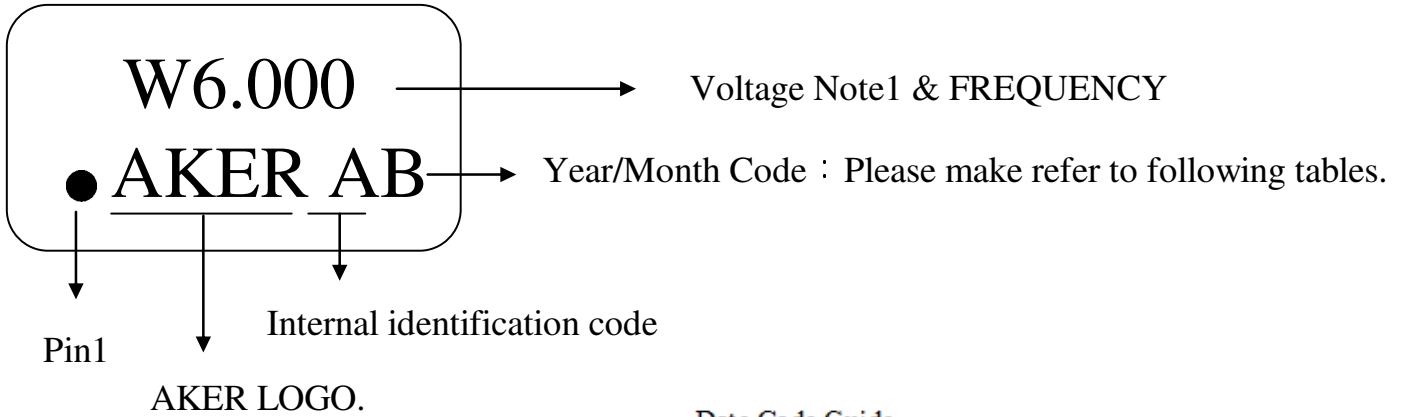 W6.000
Voltage Note1 & FREQUENCY
AKER AB
Year/Month Code：Please make refer to following tables.
Internal identification code
Pin1
AKER LOGO.